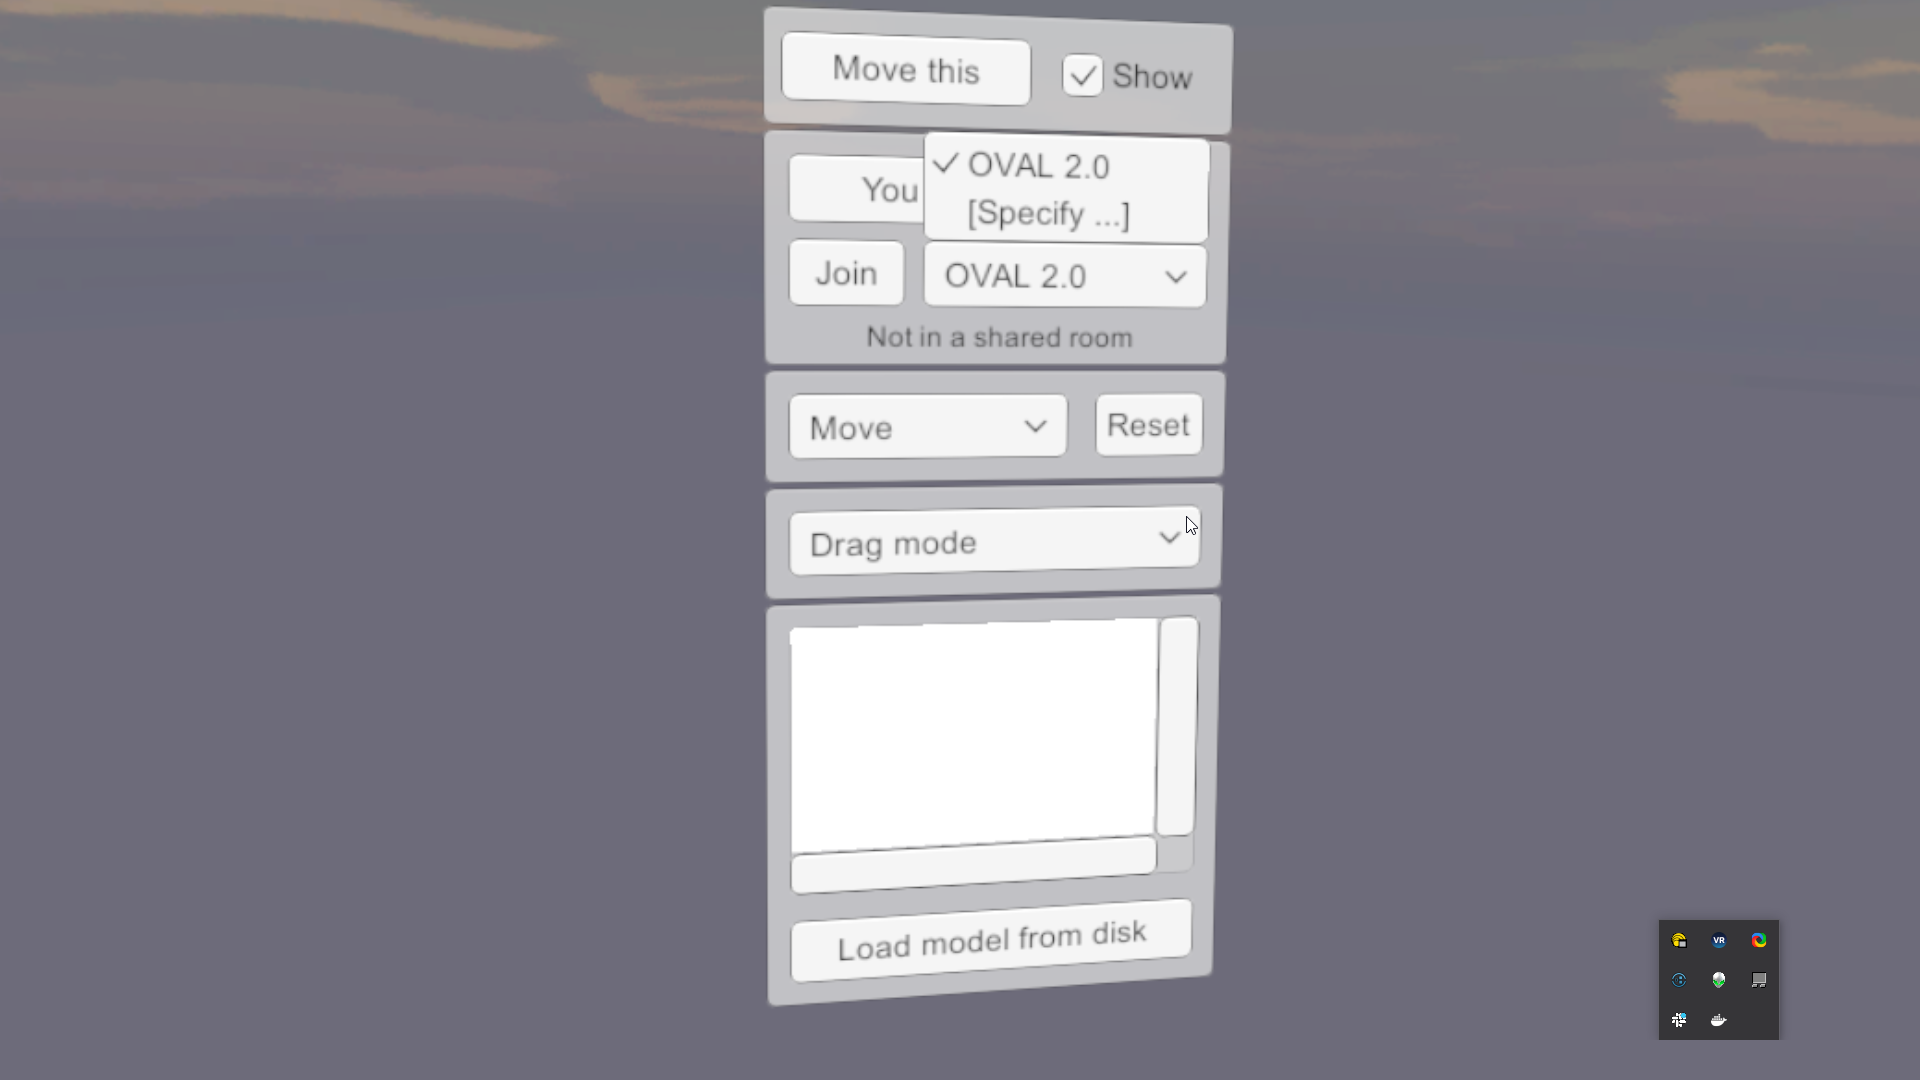 Move this
Show
You
OVAL 2.0
[Specify ...]
Join
OVAL 2.0
Not in a shared room
Move
Reset
Drag mode
Load model from disk
VR